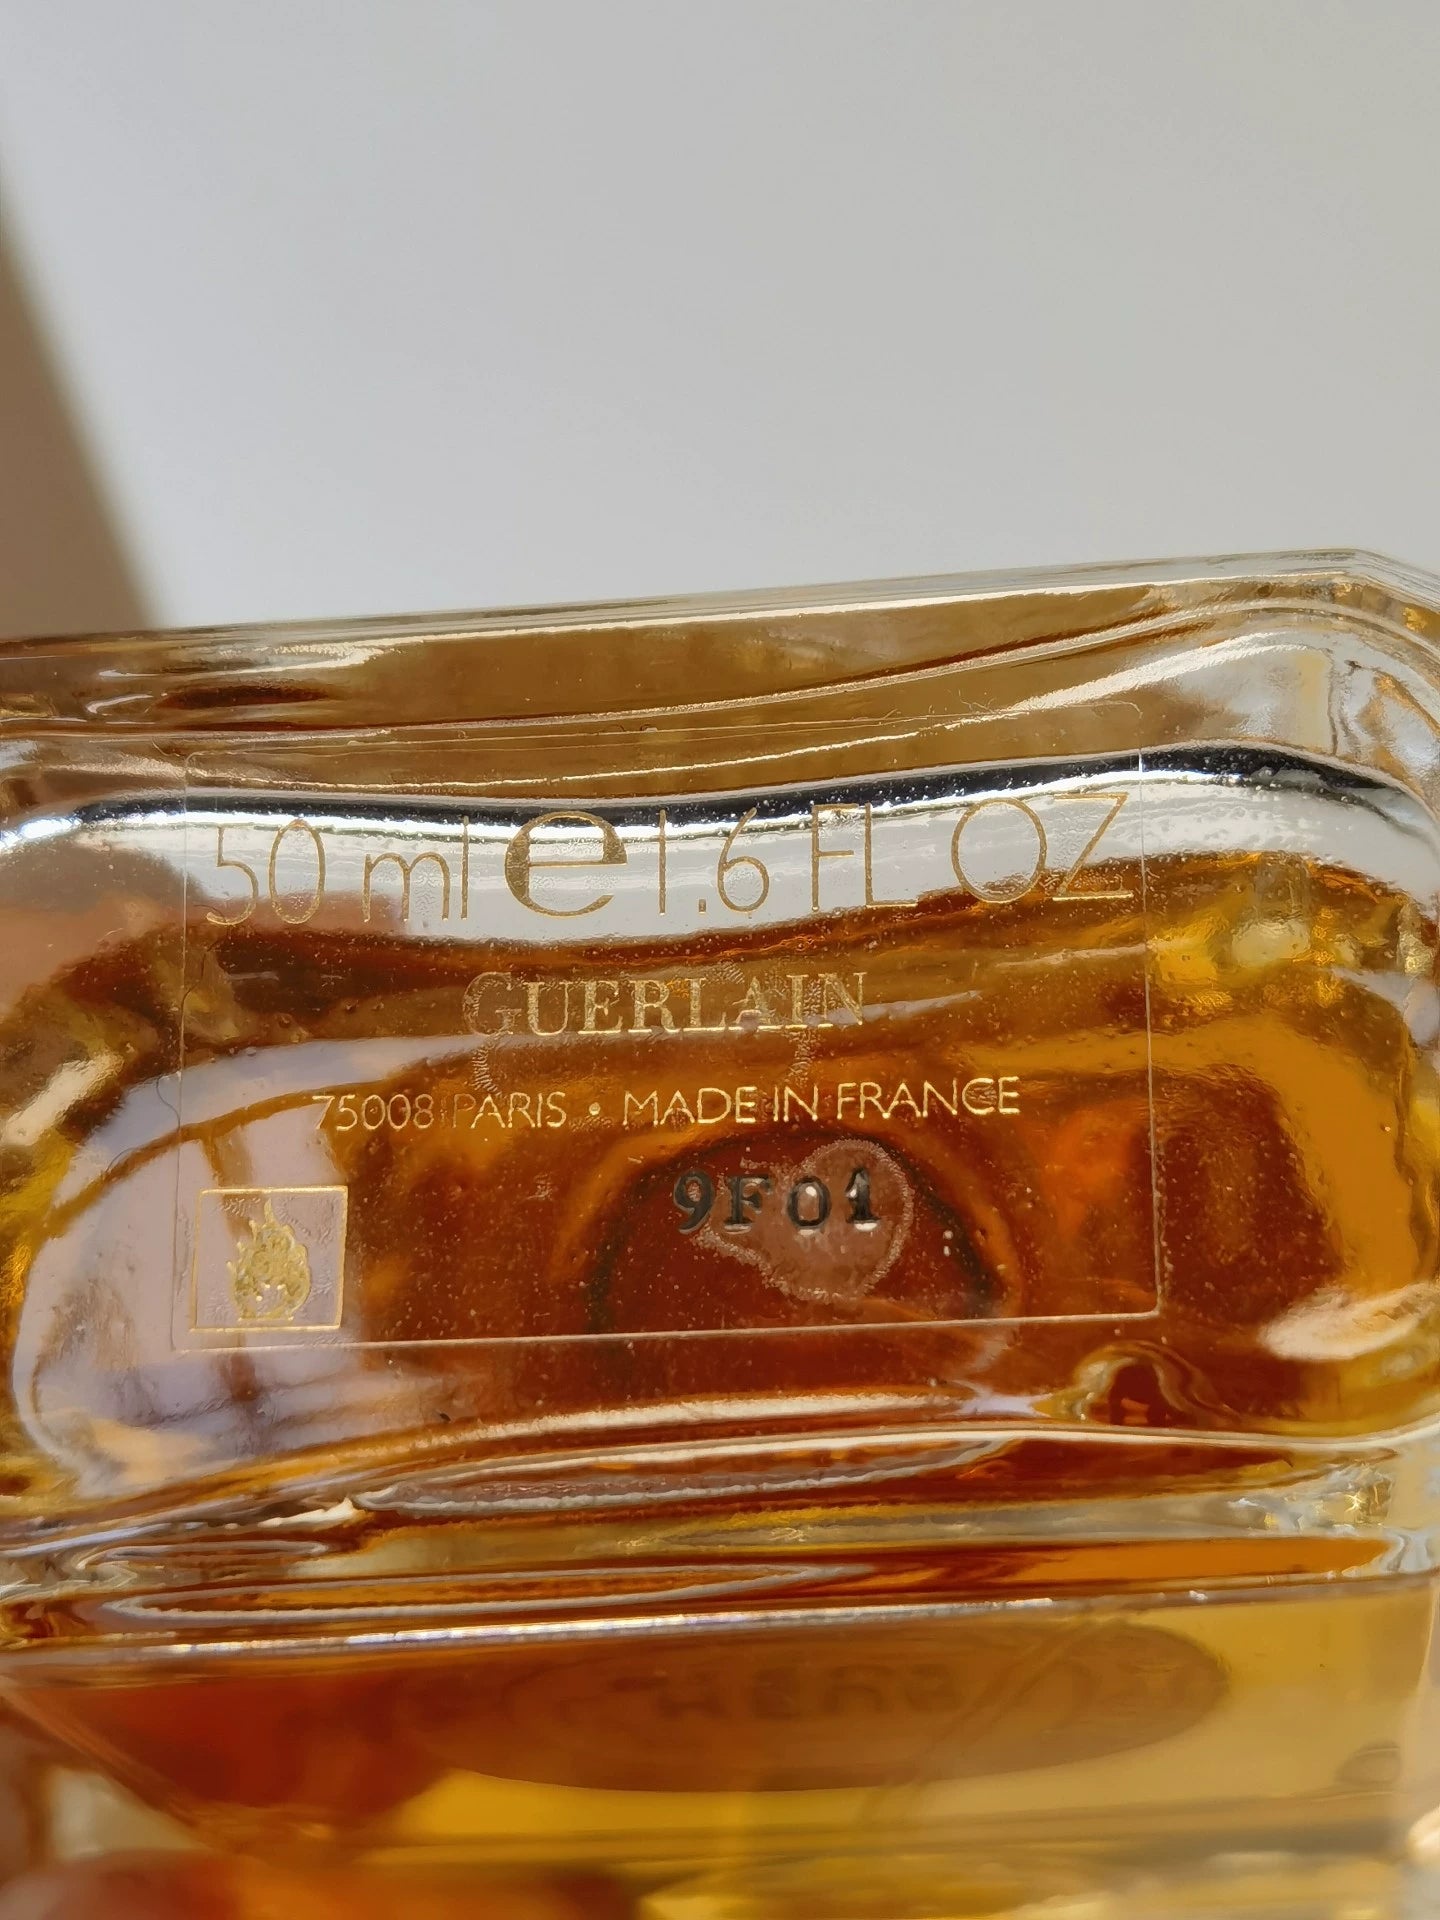 50 ml e 1.6 FL OZ
GUERLAIN
75008 PARIS • MADE IN FRANCE
9F01